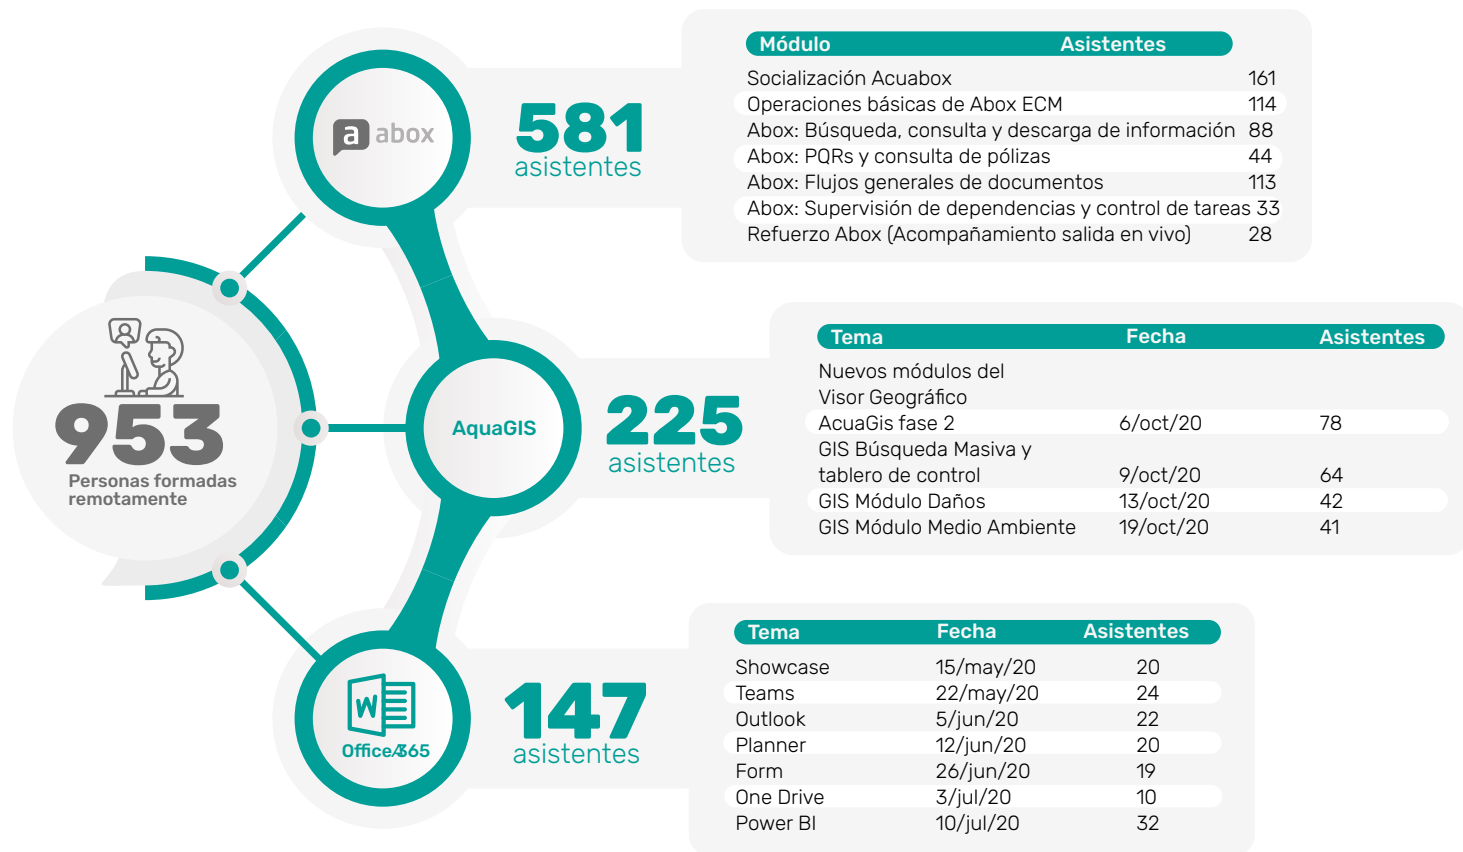 953
Personas formadas
remotamente
a abox
581
asistentes
Módulo Asistentes
Socialización Acuabox 161
Operaciones básicas de Abox ECM 114
Abox: Búsqueda, consulta y descarga de información 88
Abox: PQRs y consulta de pólizas 44
Abox: Flujos generales de documentos 113
Abox: Supervisión de dependencias y control de tareas 33
Refuerzo Abox (Acompañamiento salida en vivo) 28
AquaGIS
225
asistentes
Tema Fecha Asistentes
Nuevos módulos del
Visor Geográfico
AcuaGis fase 2 6/oct/20 78
GIS Búsqueda Masiva y
tablero de control 9/oct/20 64
GIS Módulo Daños 13/oct/20 42
GIS Módulo Medio Ambiente 19/oct/20 41
W
Office A365
147
asistentes
Tema Fecha Asistentes
Showcase 15/may/20 20
Teams 22/may/20 24
Outlook 5/jun/20 22
Planner 12/jun/20 20
Form 26/jun/20 19
One Drive 3/jul/20 10
Power BI 10/jul/20 32